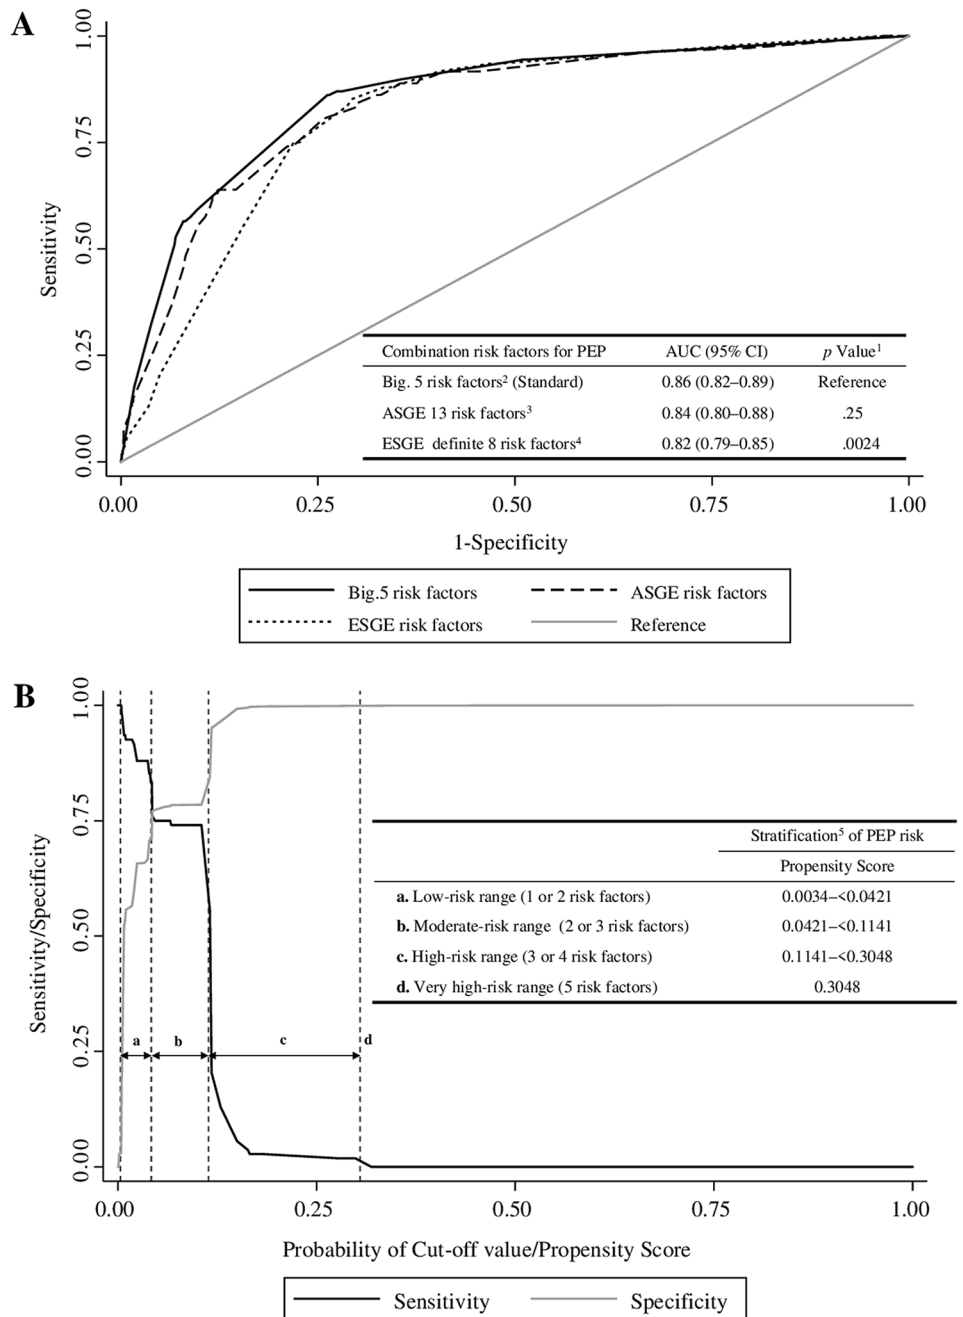 A
1.00
0.75
0.50
0.25
0.00
Sensitivity
Combination risk factors for PEP AUC (95% CI) p Value¹
Big. 5 risk factors² (Standard) 0.86 (0.82–0.89) Reference
ASGE 13 risk factors³ 0.84 (0.80–0.88) .25
ESGE definite 8 risk factors⁴ 0.82 (0.79–0.85) .0024
0.00 0.25 0.50 0.75 1.00
1-Specificity
Big.5 risk factors ASGE risk factors
ESGE risk factors Reference
B
1.00
0.75
0.50
0.25
0.00
Sensitivity/Specificity
Stratification⁵ of PEP risk
Propensity Score
a. Low-risk range (1 or 2 risk factors) 0.0034–<0.0421
b. Moderate-risk range (2 or 3 risk factors) 0.0421–<0.1141
c. High-risk range (3 or 4 risk factors) 0.1141–<0.3048
d. Very high-risk range (5 risk factors) 0.3048
a b c d
0.00 0.25 0.50 0.75 1.00
Probability of Cut-off value/Propensity Score
Sensitivity Specificity